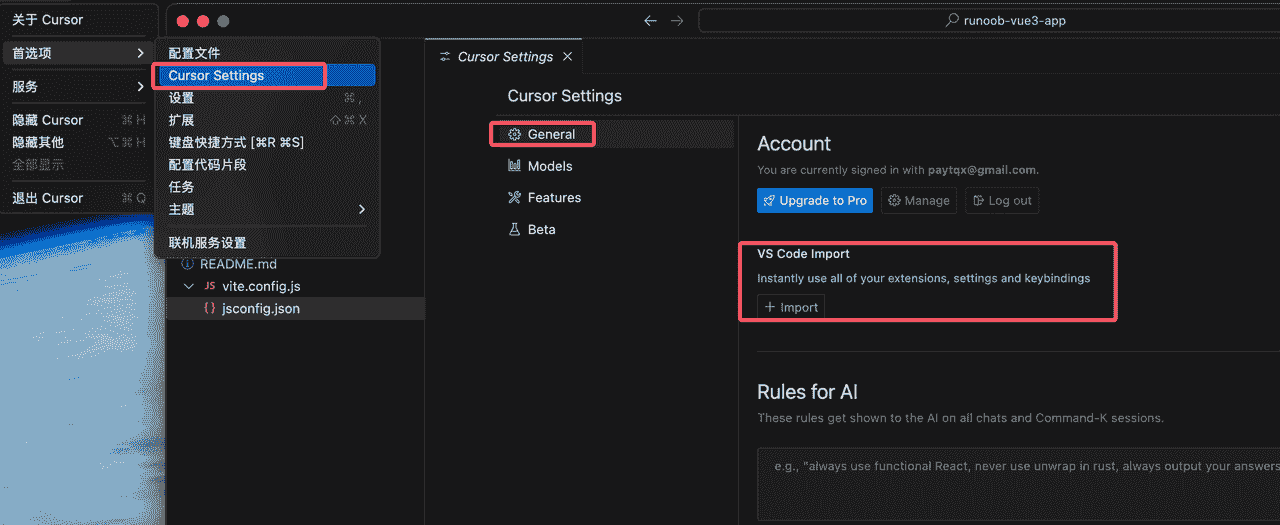 关于 Cursor
首选项
服务
隐藏 Cursor ⌘ H
隐藏其他 ⌥ ⌘ H
全部显示
退出 Cursor ⌘ Q
配置文件
Cursor Settings
设置 ⌘ ,
扩展 ⇧ ⌘ X
键盘快捷方式 [⌘R ⌘S]
配置代码片段
任务
主题
联机服务设置
README.md
JS vite.config.js
{} jsconfig.json
runoob-vue3-app
Cursor Settings
Cursor Settings
General
Models
Features
Beta
Account
You are currently signed in with paytqx@gmail.com.
Upgrade to Pro Manage Log out
VS Code Import
Instantly use all of your extensions, settings and keybindings
+ Import
Rules for AI
These rules get shown to the AI on all chats and Command-K sessions.
e.g., "always use functional React, never use unwrap in rust, always output your answers